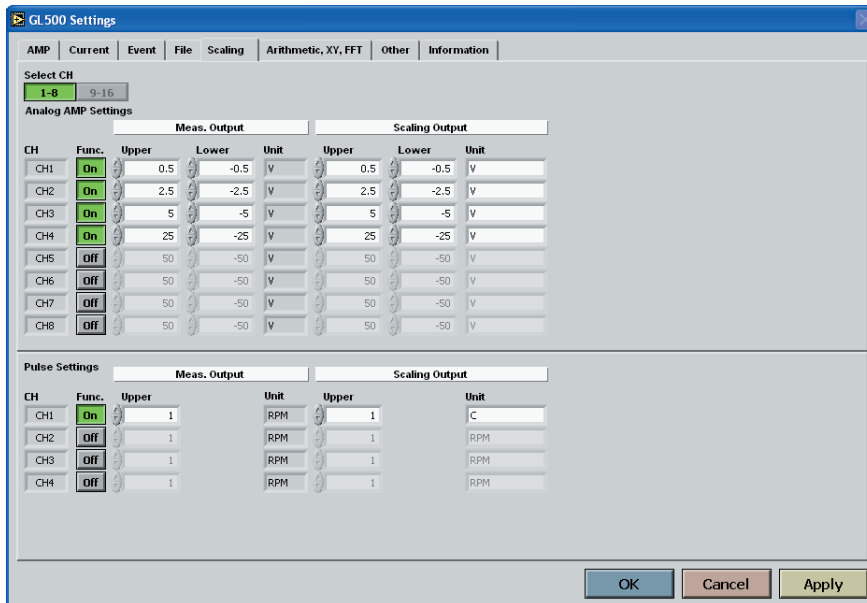 GL500 Settings
AMP Current Event File Scaling Arithmetic, XY, FFT Other Information
Select CH
1-8 9-16
Analog AMP Settings
Meas. Output Scaling Output
CH Func. Upper Lower Unit Upper Lower Unit
CH1 On 0.5 -0.5 V 0.5 -0.5 V
CH2 On 2.5 -2.5 V 2.5 -2.5 V
CH3 On 5 -5 V 5 -5 V
CH4 On 25 -25 V 25 -25 V
CH5 Off 50 -50 V 50 -50 V
CH6 Off 50 -50 V 50 -50 V
CH7 Off 50 -50 V 50 -50 V
CH8 Off 50 -50 V 50 -50 V
Pulse Settings
Meas. Output Scaling Output
CH Func. Upper Unit Upper Unit
CH1 On 1 RPM 1 C
CH2 Off 1 RPM 1 RPM
CH3 Off 1 RPM 1 RPM
CH4 Off 1 RPM 1 RPM
OK Cancel Apply